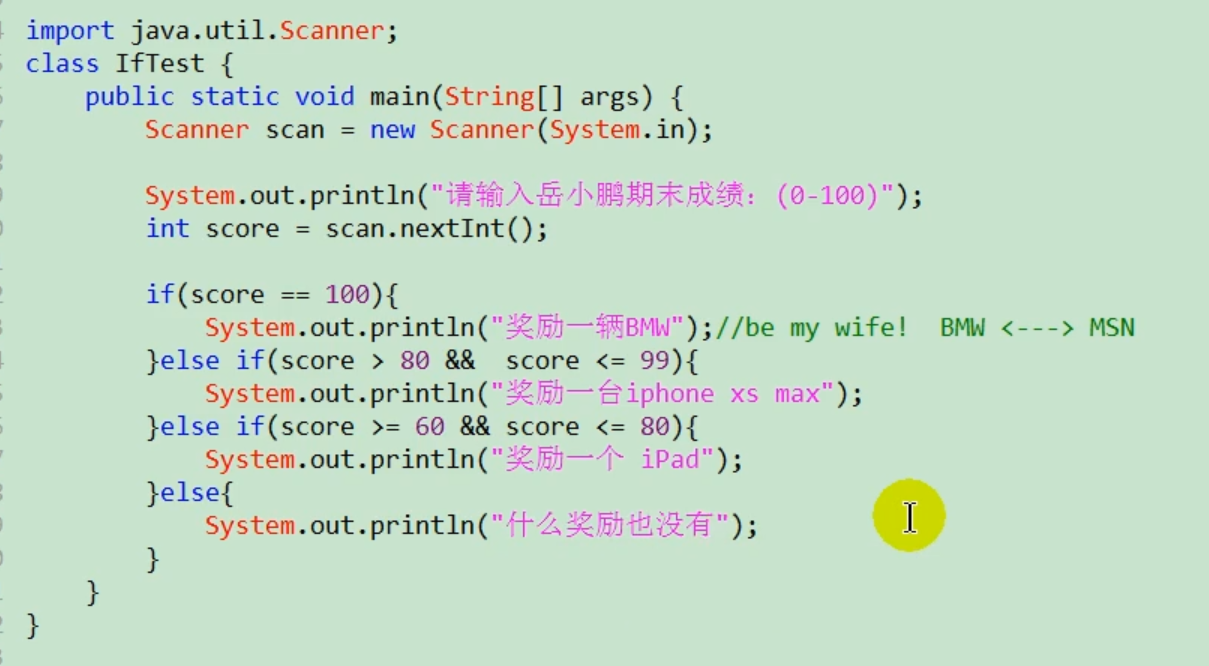 import java.util.Scanner;
class IfTest {
    public static void main(String[] args) {
        Scanner scan = new Scanner(System.in);
        System.out.println("请输入岳小鹏期末成绩：(0-100)");
        int score = scan.nextInt();
        if(score == 100){
            System.out.println("奖励一辆BMW");//be my wife!  BMW <---> MSN
        }else if(score > 80 &&  score <= 99){
            System.out.println("奖励一台iphone xs max");
        }else if(score >= 60 && score <= 80){
            System.out.println("奖励一个 iPad");
        }else{
            System.out.println("什么奖励也没有");
        }
    }
}